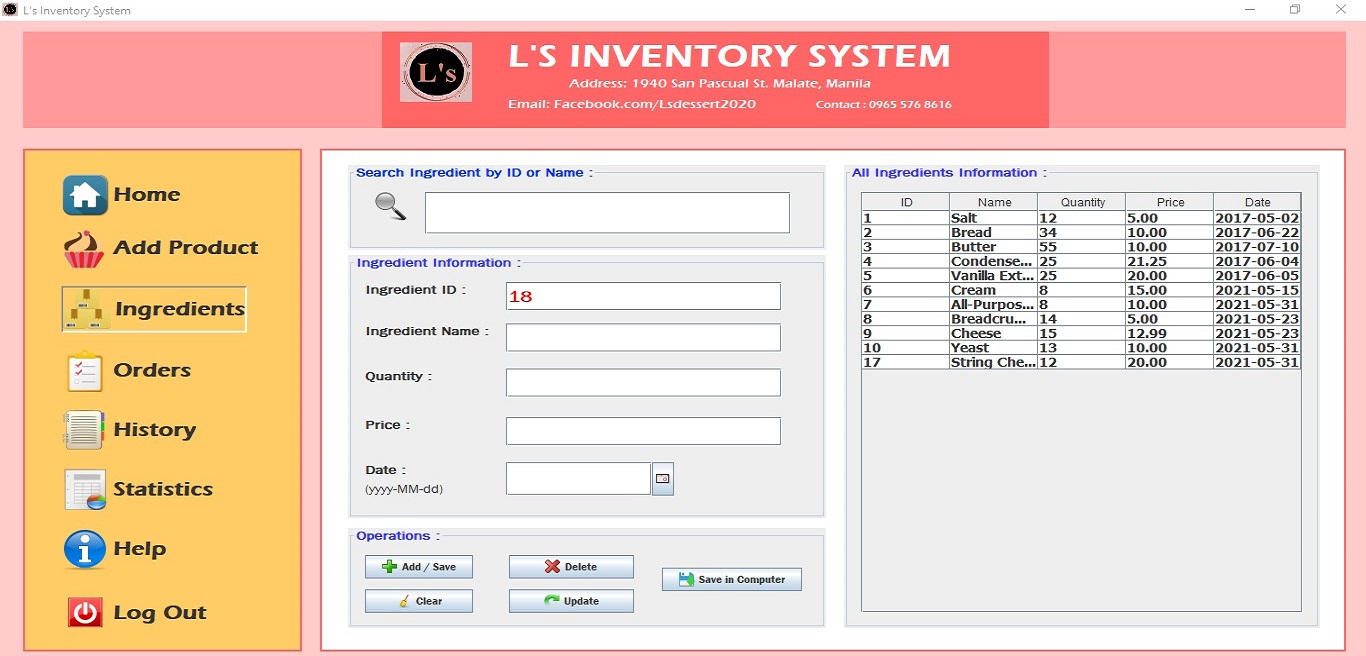 L's Inventory System
L's
L'S INVENTORY SYSTEM
Address: 1940 San Pascual St. Malate, Manila
Email: Facebook.com/Lsdessert2020 Contact : 0965 576 8616
Home
Add Product
Ingredients
Orders
History
Statistics
Help
Log Out
Search Ingredient by ID or Name :
Ingredient Information :
Ingredient ID : 18
Ingredient Name :
Quantity :
Price :
Date :
(yyyy-MM-dd)
Operations :
Add / Save Delete
Save in Computer
Clear Update
All Ingredients Information :
ID Name Quantity Price Date
1 Salt 12 5.00 2017-05-02
2 Bread 34 10.00 2017-06-22
3 Butter 55 10.00 2017-07-10
4 Condense... 25 21.25 2017-06-04
5 Vanilla Ext... 25 20.00 2017-06-05
6 Cream 8 15.00 2021-05-15
7 All-Purpos... 8 10.00 2021-05-31
8 Breadcru... 14 5.00 2021-05-23
9 Cheese 15 12.99 2021-05-23
10 Yeast 13 10.00 2021-05-31
17 String Che... 12 20.00 2021-05-31